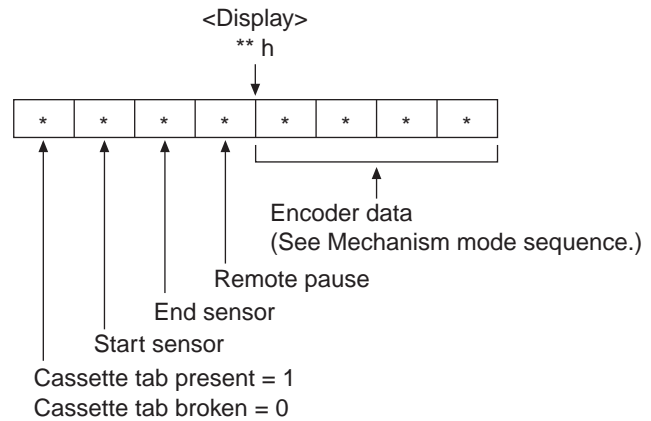 <Display>
** h
* * * * * * * *
Encoder data
(See Mechanism mode sequence.)
Remote pause
End sensor
Start sensor
Cassette tab present = 1
Cassette tab broken = 0